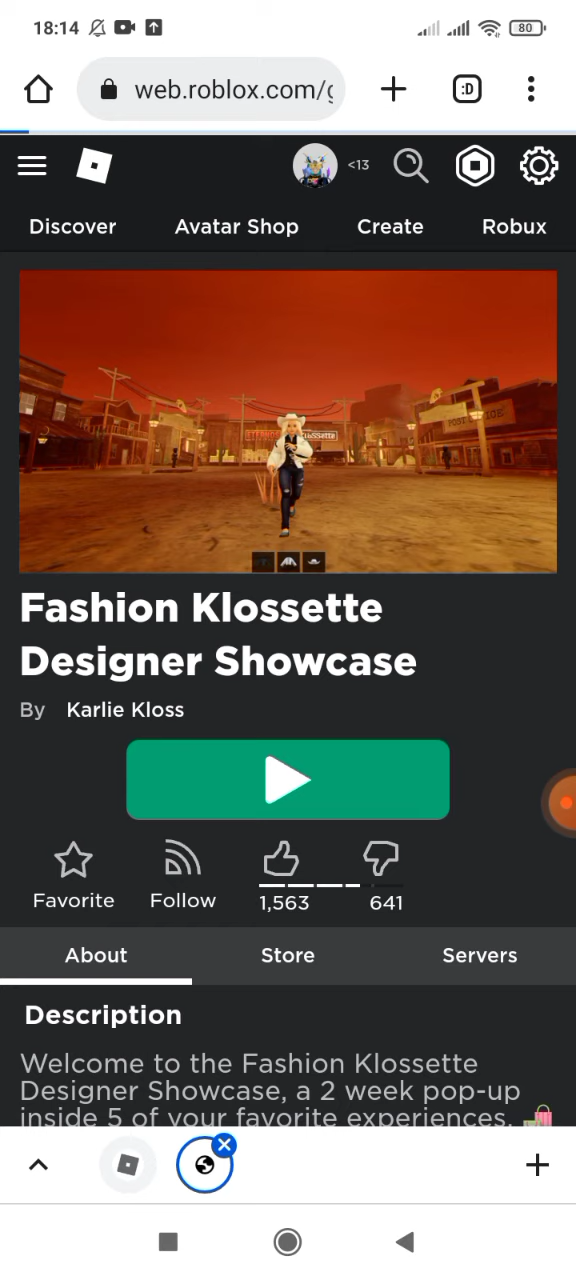 18:14
80
web.roblox.com/g
:D
<13
Discover Avatar Shop Create Robux
POST OFFICE
Fashion Klossette
Designer Showcase
By Karlie Kloss
Favorite Follow 1,563 641
About Store Servers
Description
Welcome to the Fashion Klossette
Designer Showcase, a 2 week pop-up
inside 5 of your favorite experiences.